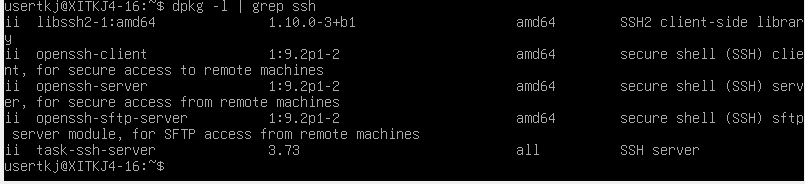 usertkj@XITKJ4-16:~$ dpkg -l | grep ssh
ii  libssh2-1:amd64                1.10.0-3+b1                    amd64        SSH2 client-side librar
y
ii  openssh-client                 1:9.2p1-2                      amd64        secure shell (SSH) clie
nt, for secure access to remote machines
ii  openssh-server                 1:9.2p1-2                      amd64        secure shell (SSH) serv
er, for secure access from remote machines
ii  openssh-sftp-server            1:9.2p1-2                      amd64        secure shell (SSH) sftp
 server module, for SFTP access from remote machines
ii  task-ssh-server                3.73                           all          SSH server
usertkj@XITKJ4-16:~$